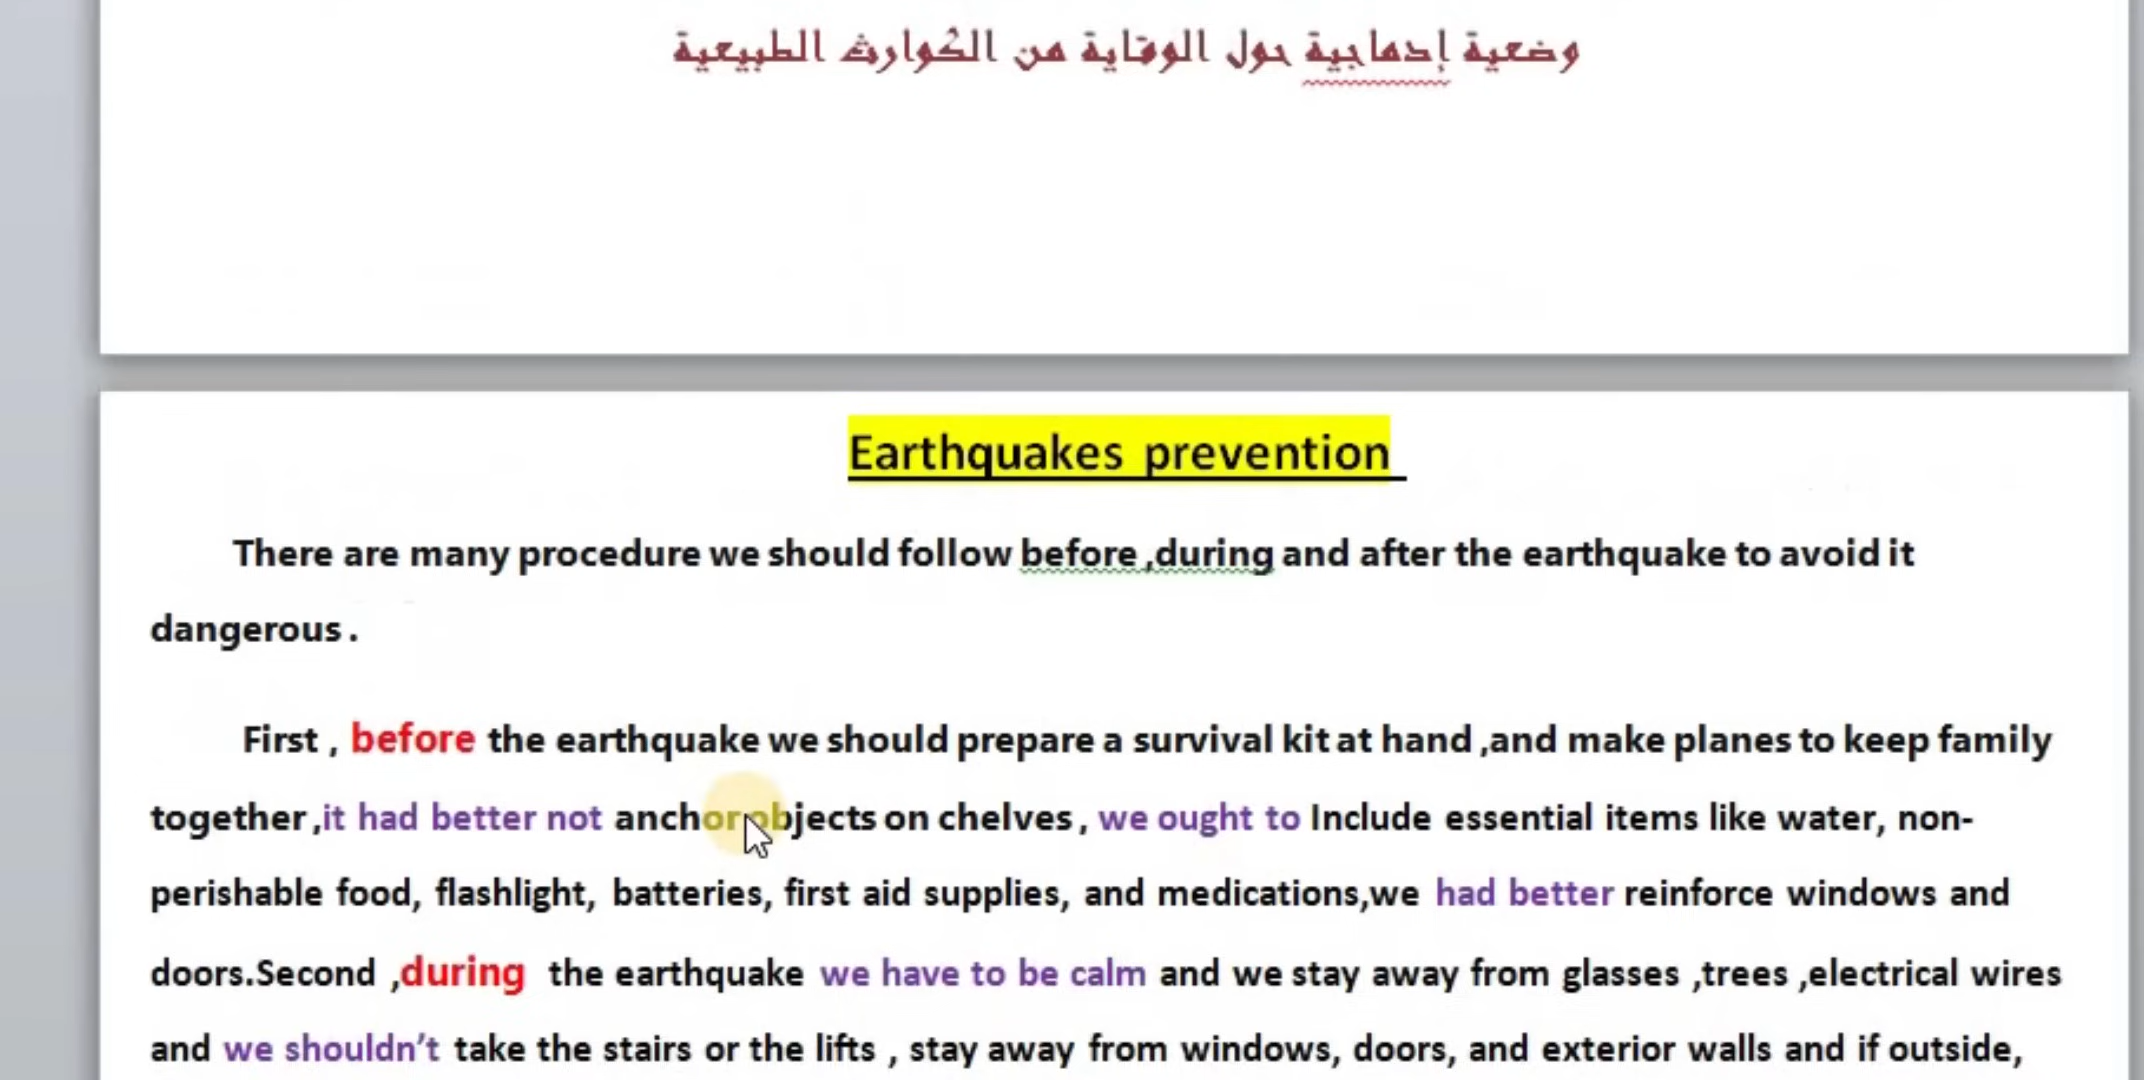 وضعية إدماجية حول الوقاية من الكوارث الطبيعية
Earthquakes prevention
There are many procedure we should follow before ,during and after the earthquake to avoid it
dangerous .
First , before the earthquake we should prepare a survival kit at hand ,and make planes to keep family
together ,it had better not anchor objects on chelves , we ought to Include essential items like water, non-
perishable food, flashlight, batteries, first aid supplies, and medications,we had better reinforce windows and
doors.Second ,during the earthquake we have to be calm and we stay away from glasses ,trees ,electrical wires
and we shouldn’t take the stairs or the lifts , stay away from windows, doors, and exterior walls and if outside,